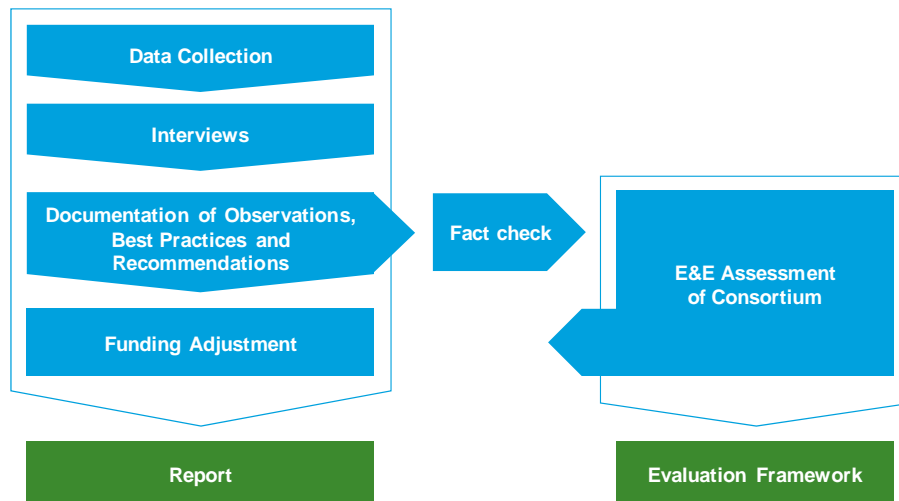 Data Collection
Interviews
Documentation of Observations,
Best Practices and
Recommendations
Fact check
E&E Assessment
of Consortium
Funding Adjustment
Report
Evaluation Framework